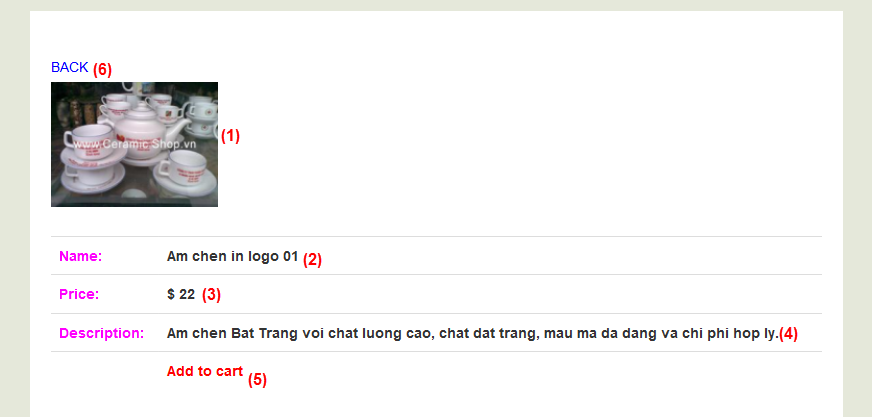 BACK (6)
www.Ceramic Shop.vn
(1)
Name: Am chen in logo 01 (2)
Price: $ 22 (3)
Description: Am chen Bat Trang voi chat luong cao, chat dat trang, mau ma da dang va chi phi hop ly.(4)
Add to cart (5)